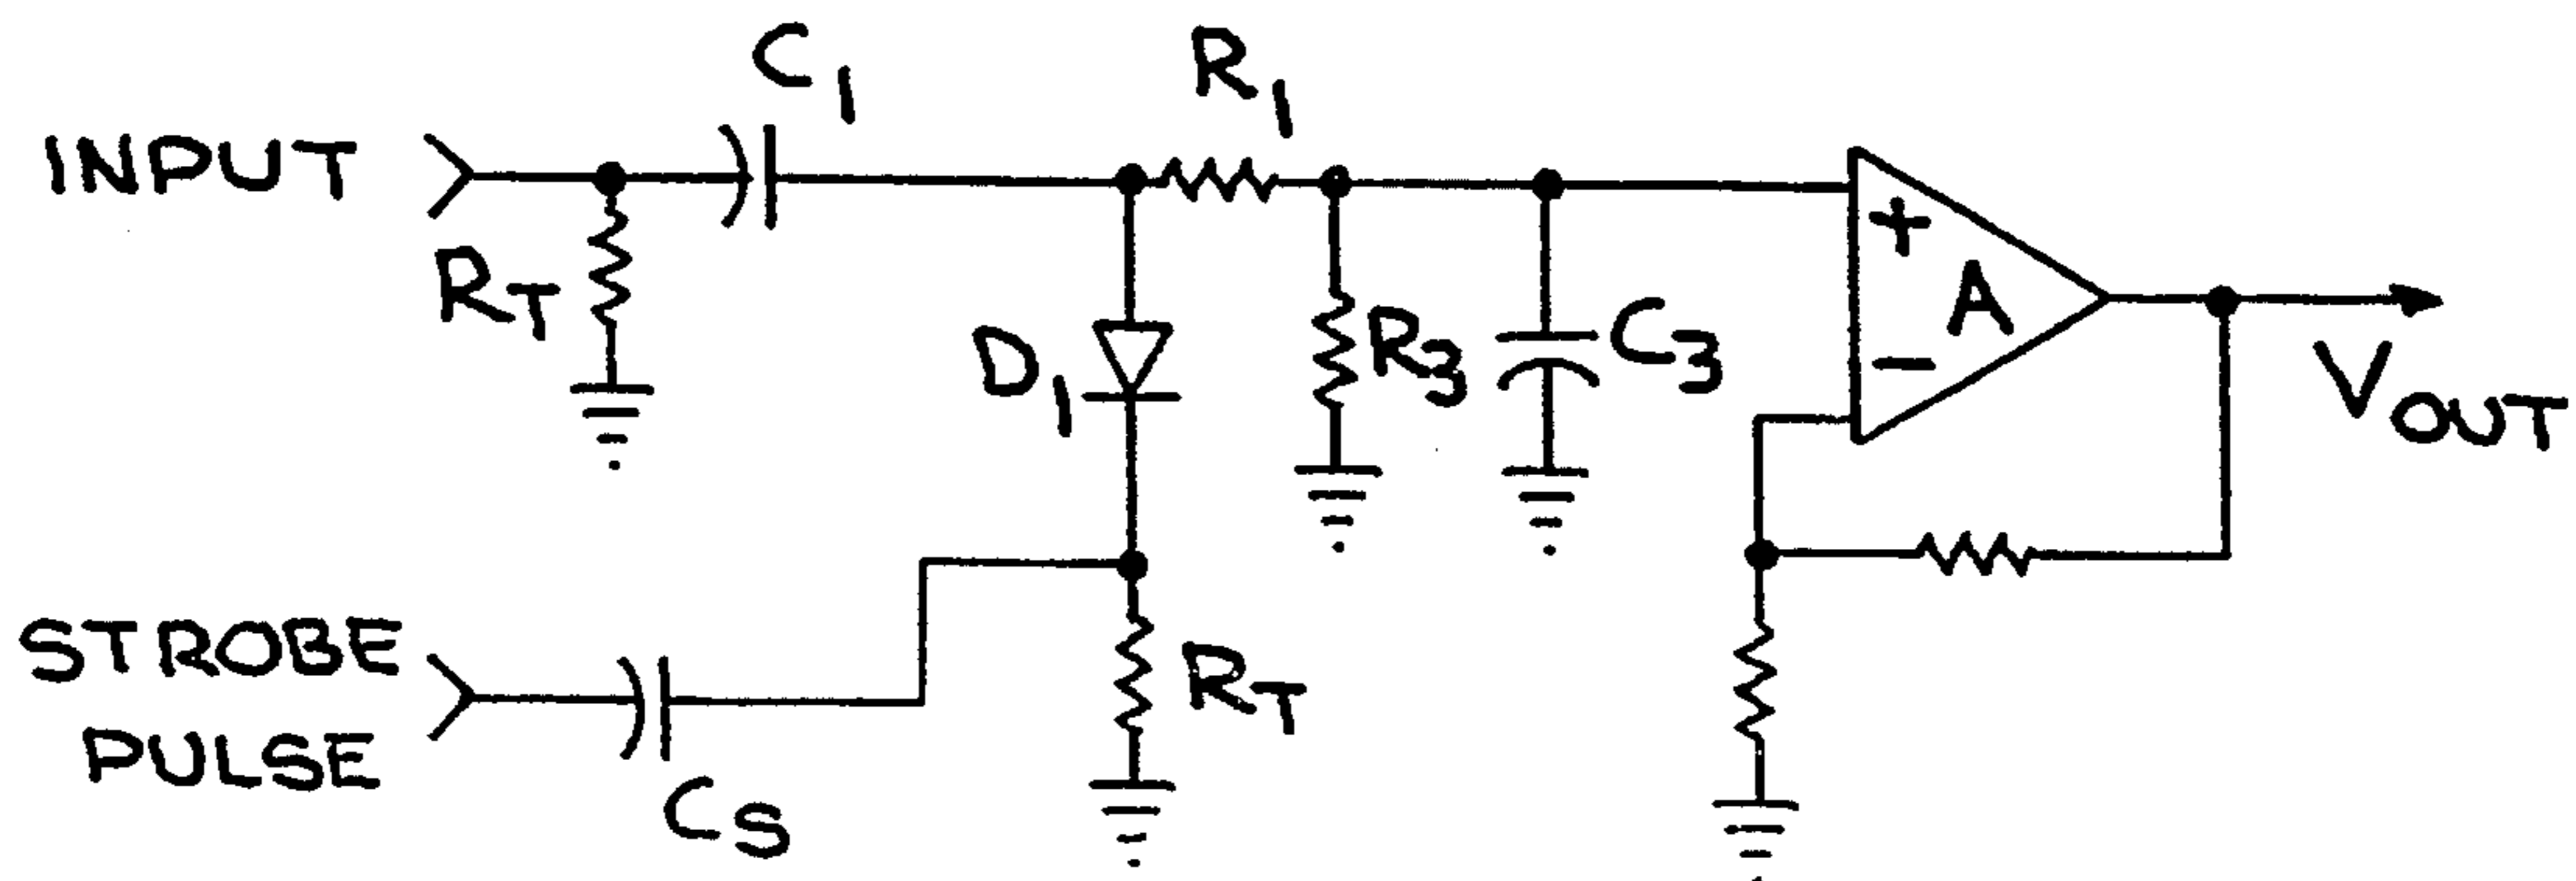 C1
R1
INPUT
RT
+
A
−
D1
R3
C3
VOUT
STROBE
PULSE
RT
CS